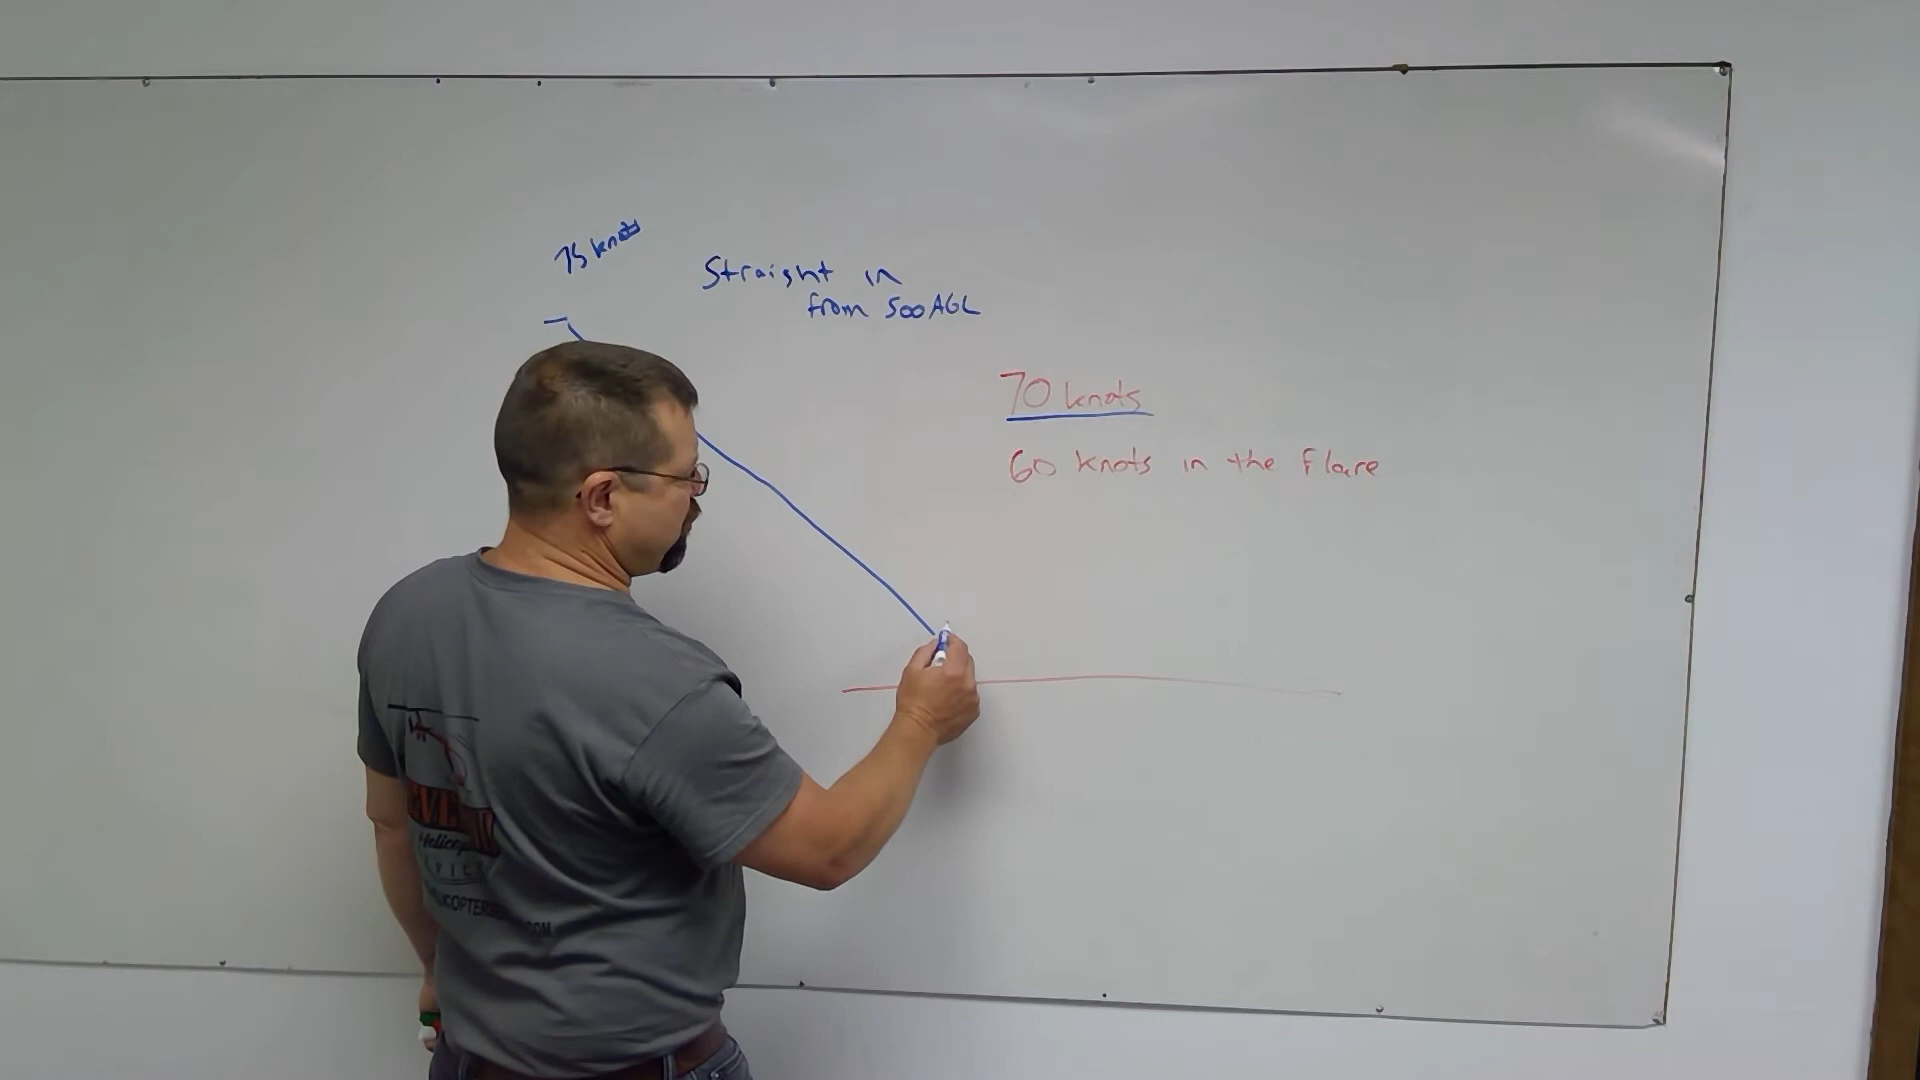 75 knots
Straight in
from 500 AGL
70 knots
60 knots in the flare